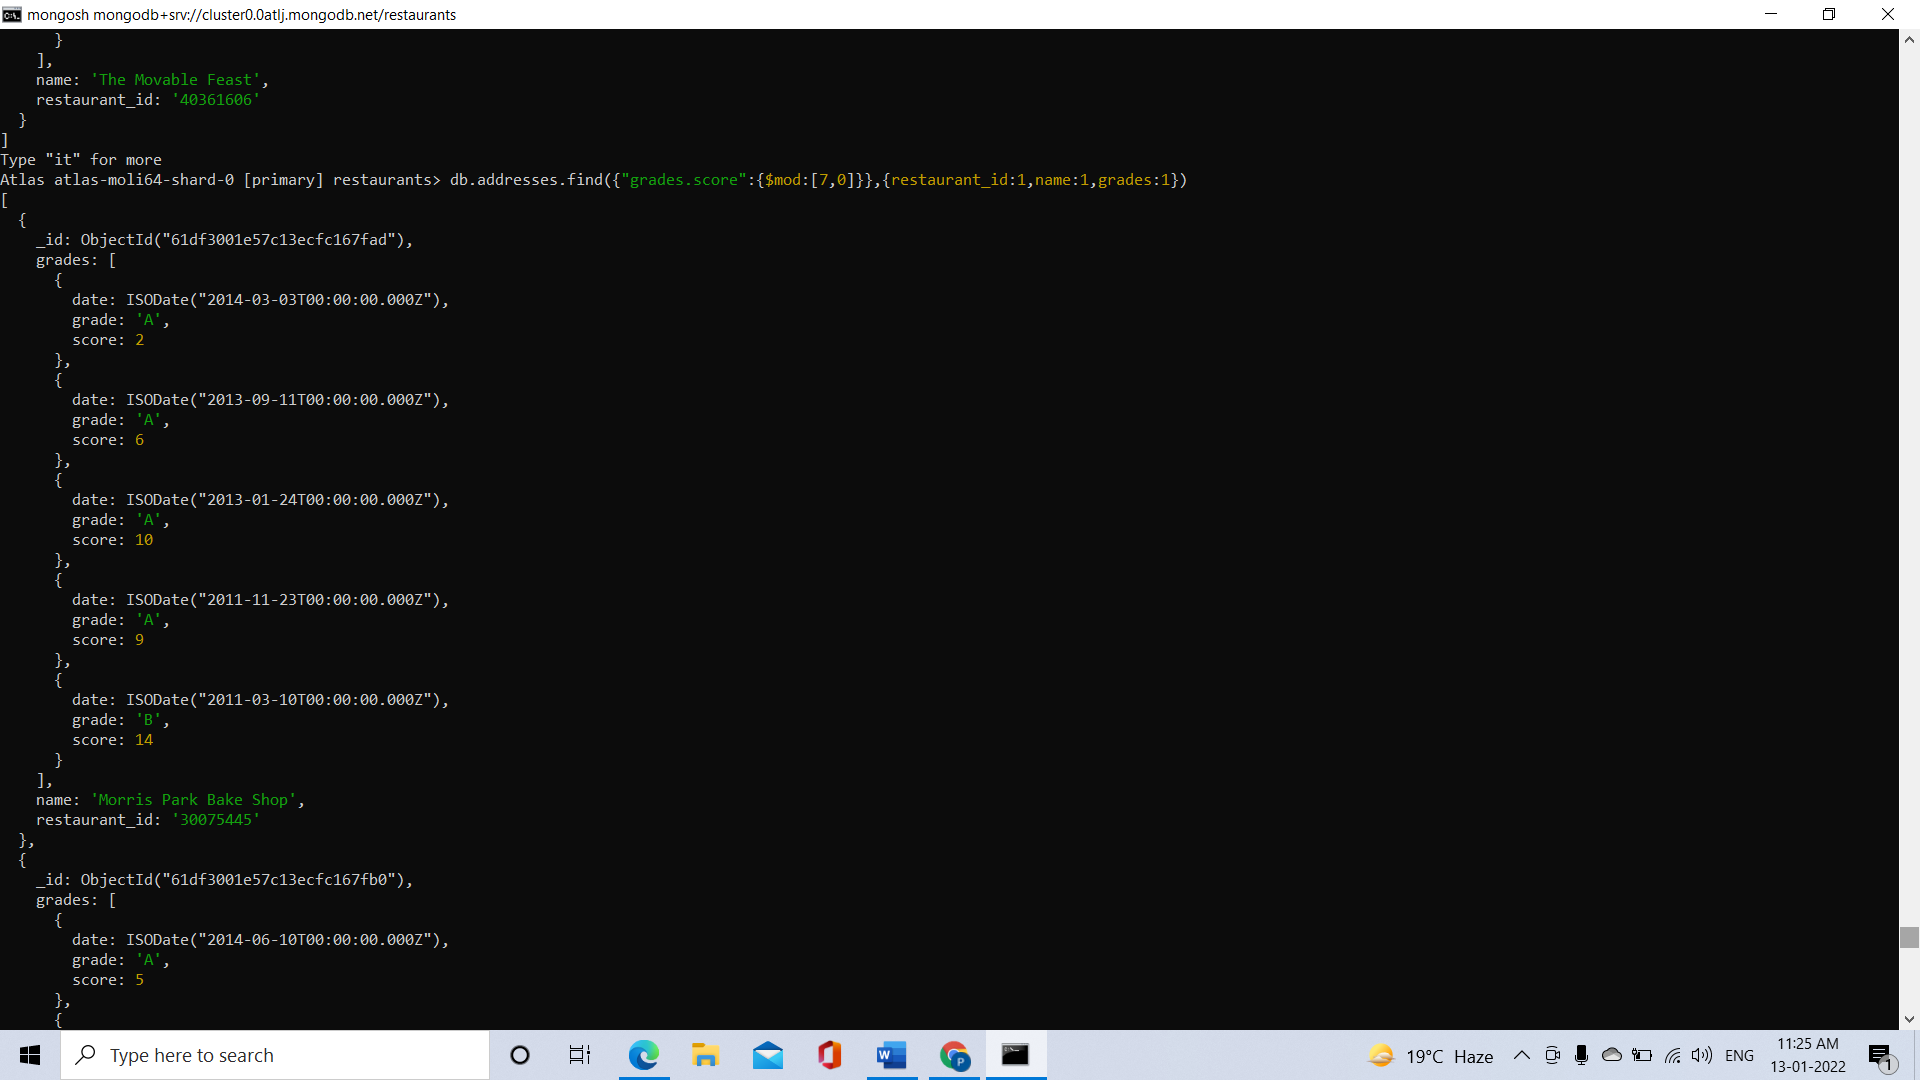 mongosh mongodb+srv://cluster0.0atlj.mongodb.net/restaurants
      }
    ],
    name: 'The Movable Feast',
    restaurant_id: '40361606'
  }
]
Type "it" for more
Atlas atlas-moli64-shard-0 [primary] restaurants> db.addresses.find({"grades.score":{$mod:[7,0]}},{restaurant_id:1,name:1,grades:1})
[
  {
    _id: ObjectId("61df3001e57c13ecfc167fad"),
    grades: [
      {
        date: ISODate("2014-03-03T00:00:00.000Z"),
        grade: 'A',
        score: 2
      },
      {
        date: ISODate("2013-09-11T00:00:00.000Z"),
        grade: 'A',
        score: 6
      },
      {
        date: ISODate("2013-01-24T00:00:00.000Z"),
        grade: 'A',
        score: 10
      },
      {
        date: ISODate("2011-11-23T00:00:00.000Z"),
        grade: 'A',
        score: 9
      },
      {
        date: ISODate("2011-03-10T00:00:00.000Z"),
        grade: 'B',
        score: 14
      }
    ],
    name: 'Morris Park Bake Shop',
    restaurant_id: '30075445'
  },
  {
    _id: ObjectId("61df3001e57c13ecfc167fb0"),
    grades: [
      {
        date: ISODate("2014-06-10T00:00:00.000Z"),
        grade: 'A',
        score: 5
      },
      {
Type here to search
19°C Haze
ENG
11:25 AM
13-01-2022
1